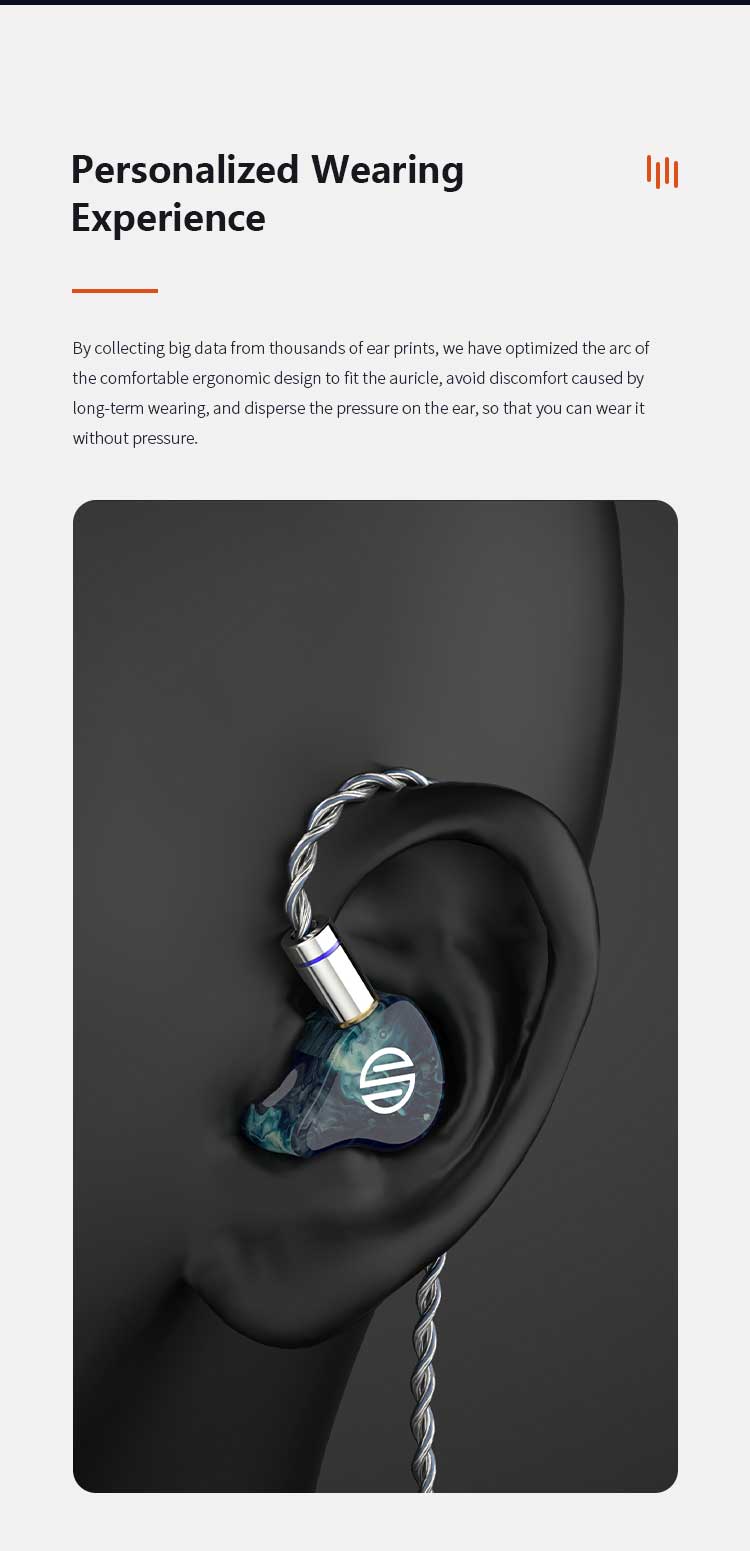 Personalized Wearing
Experience
By collecting big data from thousands of ear prints, we have optimized the arc of
the comfortable ergonomic design to fit the auricle, avoid discomfort caused by
long-term wearing, and disperse the pressure on the ear, so that you can wear it
without pressure.